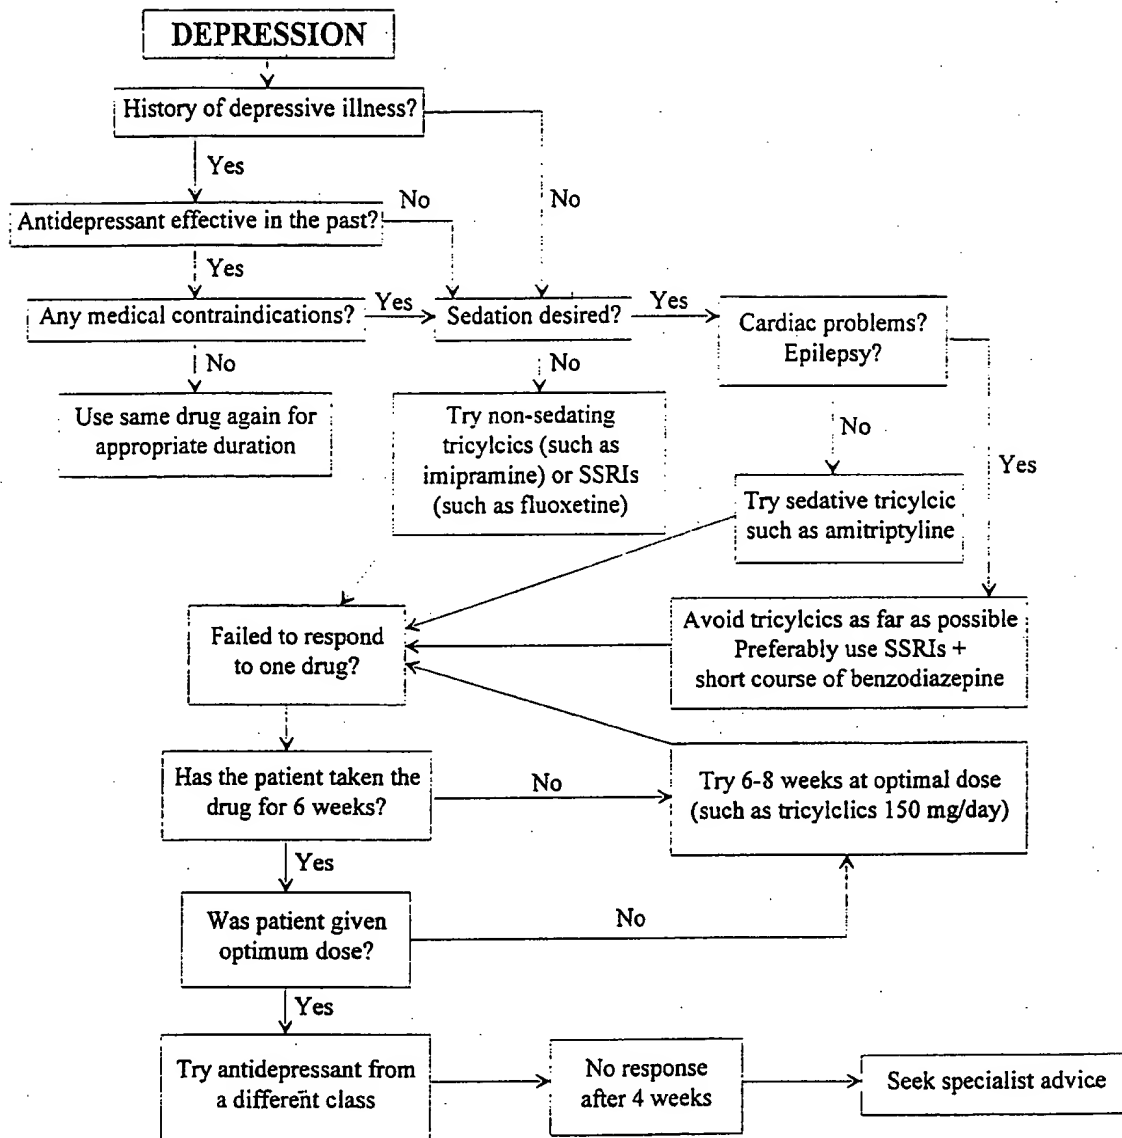 DEPRESSION
History of depressive illness?
Yes
No
No
Antidepressant effective in the past?
Yes
Any medical contraindications?
Yes
Sedation desired?
Yes
Cardiac problems?
Epilepsy?
No
No
Use same drug again for
appropriate duration
Try non-sedating
tricylcics (such as
imipramine) or SSRIs
(such as fluoxetine)
No
Yes
Try sedative tricylcic
such as amitriptyline
Failed to respond
to one drug?
Avoid tricylcics as far as possible
Preferably use SSRIs +
short course of benzodiazepine
Has the patient taken the
drug for 6 weeks?
No
Try 6-8 weeks at optimal dose
(such as tricylclics 150 mg/day)
Yes
Was patient given
optimum dose?
No
Yes
Try antidepressant from
a different class
No response
after 4 weeks
Seek specialist advice